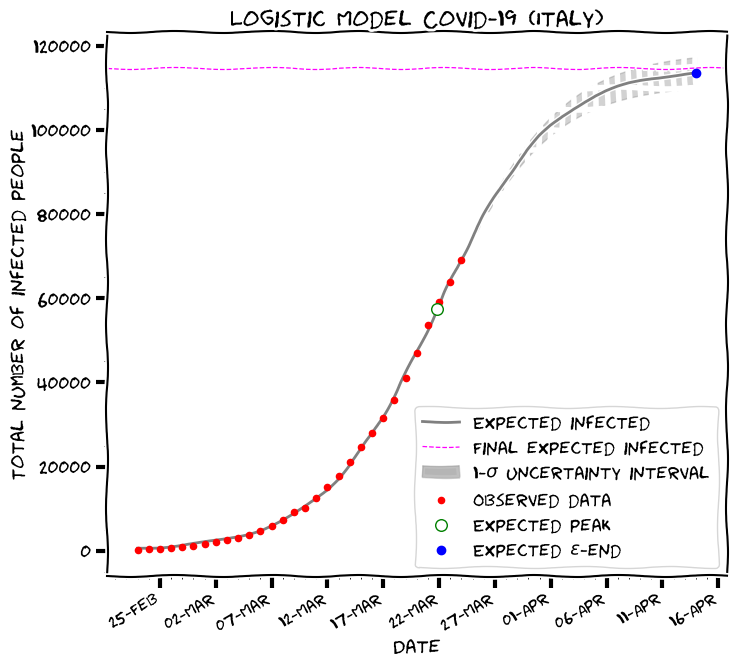 LOGISTIC MODEL COVID-19 (ITALY)
TOTAL NUMBER OF INFECTED PEOPLE
120000
100000
80000
60000
40000
20000
0
EXPECTED INFECTED
FINAL EXPECTED INFECTED
1-σ UNCERTAINTY INTERVAL
OBSERVED DATA
EXPECTED PEAK
EXPECTED ε-END
25-FEB
02-MAR
07-MAR
12-MAR
17-MAR
22-MAR
27-MAR
01-APR
06-APR
11-APR
16-APR
DATE